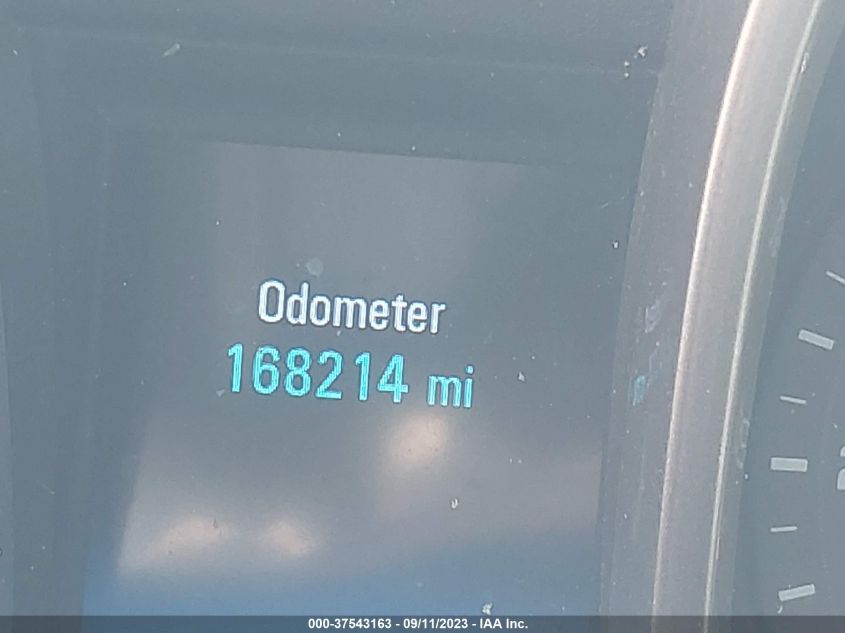 Odometer
168214 mi
000-37543163 - 09/11/2023 - IAA Inc.